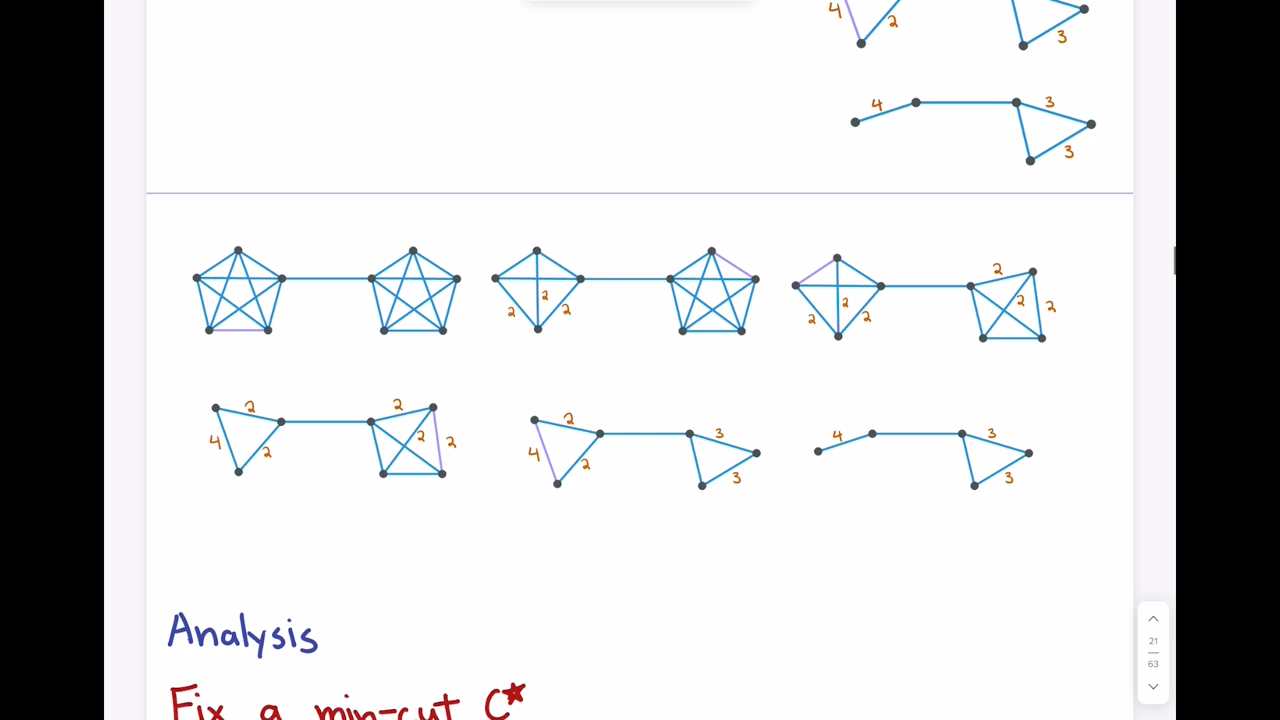 4 2 3
4 3
3
2 2 2 2 2 2 2 2 2
2 2 2 3
4 2 2 2 4 2 3 4 3 3
Analysis
Fix a min-cut C*
21
63